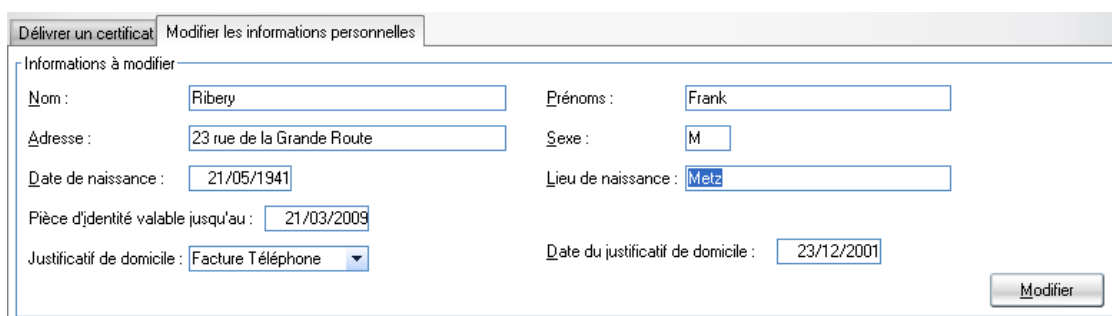 Délivrer un certificat Modifier les informations personnelles
Informations à modifier
Nom : Ribery Prénoms : Frank
Adresse : 23 rue de la Grande Route Sexe : M
Date de naissance : 21/05/1941 Lieu de naissance : Metz
Pièce d'identité valable jusqu'au : 21/03/2009
Justificatif de domicile : Facture Téléphone Date du justificatif de domicile : 23/12/2001
Modifier